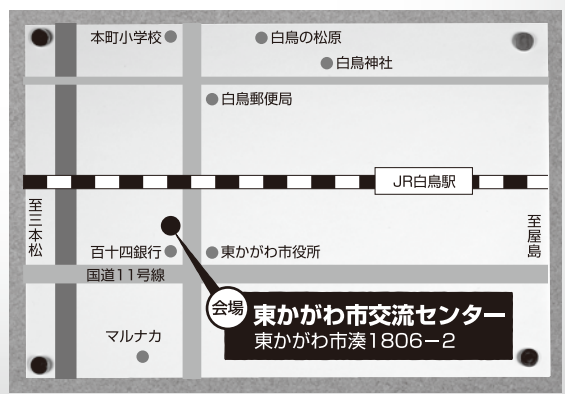 本町小学校
白鳥の松原
白鳥神社
白鳥郵便局
JR白鳥駅
至三本松
至屋島
百十四銀行
東かがわ市役所
国道11号線
会場
東かがわ市交流センター
東かがわ市湊1806−2
マルナカ